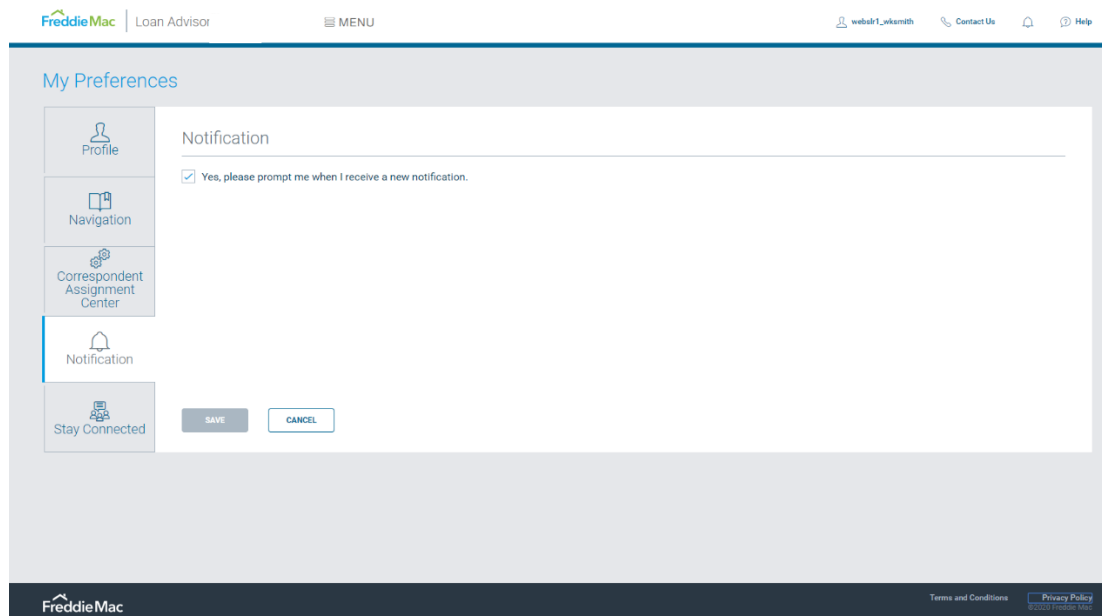 FreddieMac Loan Advisor MENU webslr1_wksmith Contact Us Help
My Preferences
Profile
Navigation
Correspondent
Assignment
Center
Notification
Stay Connected
Notification
Yes, please prompt me when I receive a new notification.
SAVE CANCEL
FreddieMac Terms and Conditions Privacy Policy
©2020 Freddie Mac